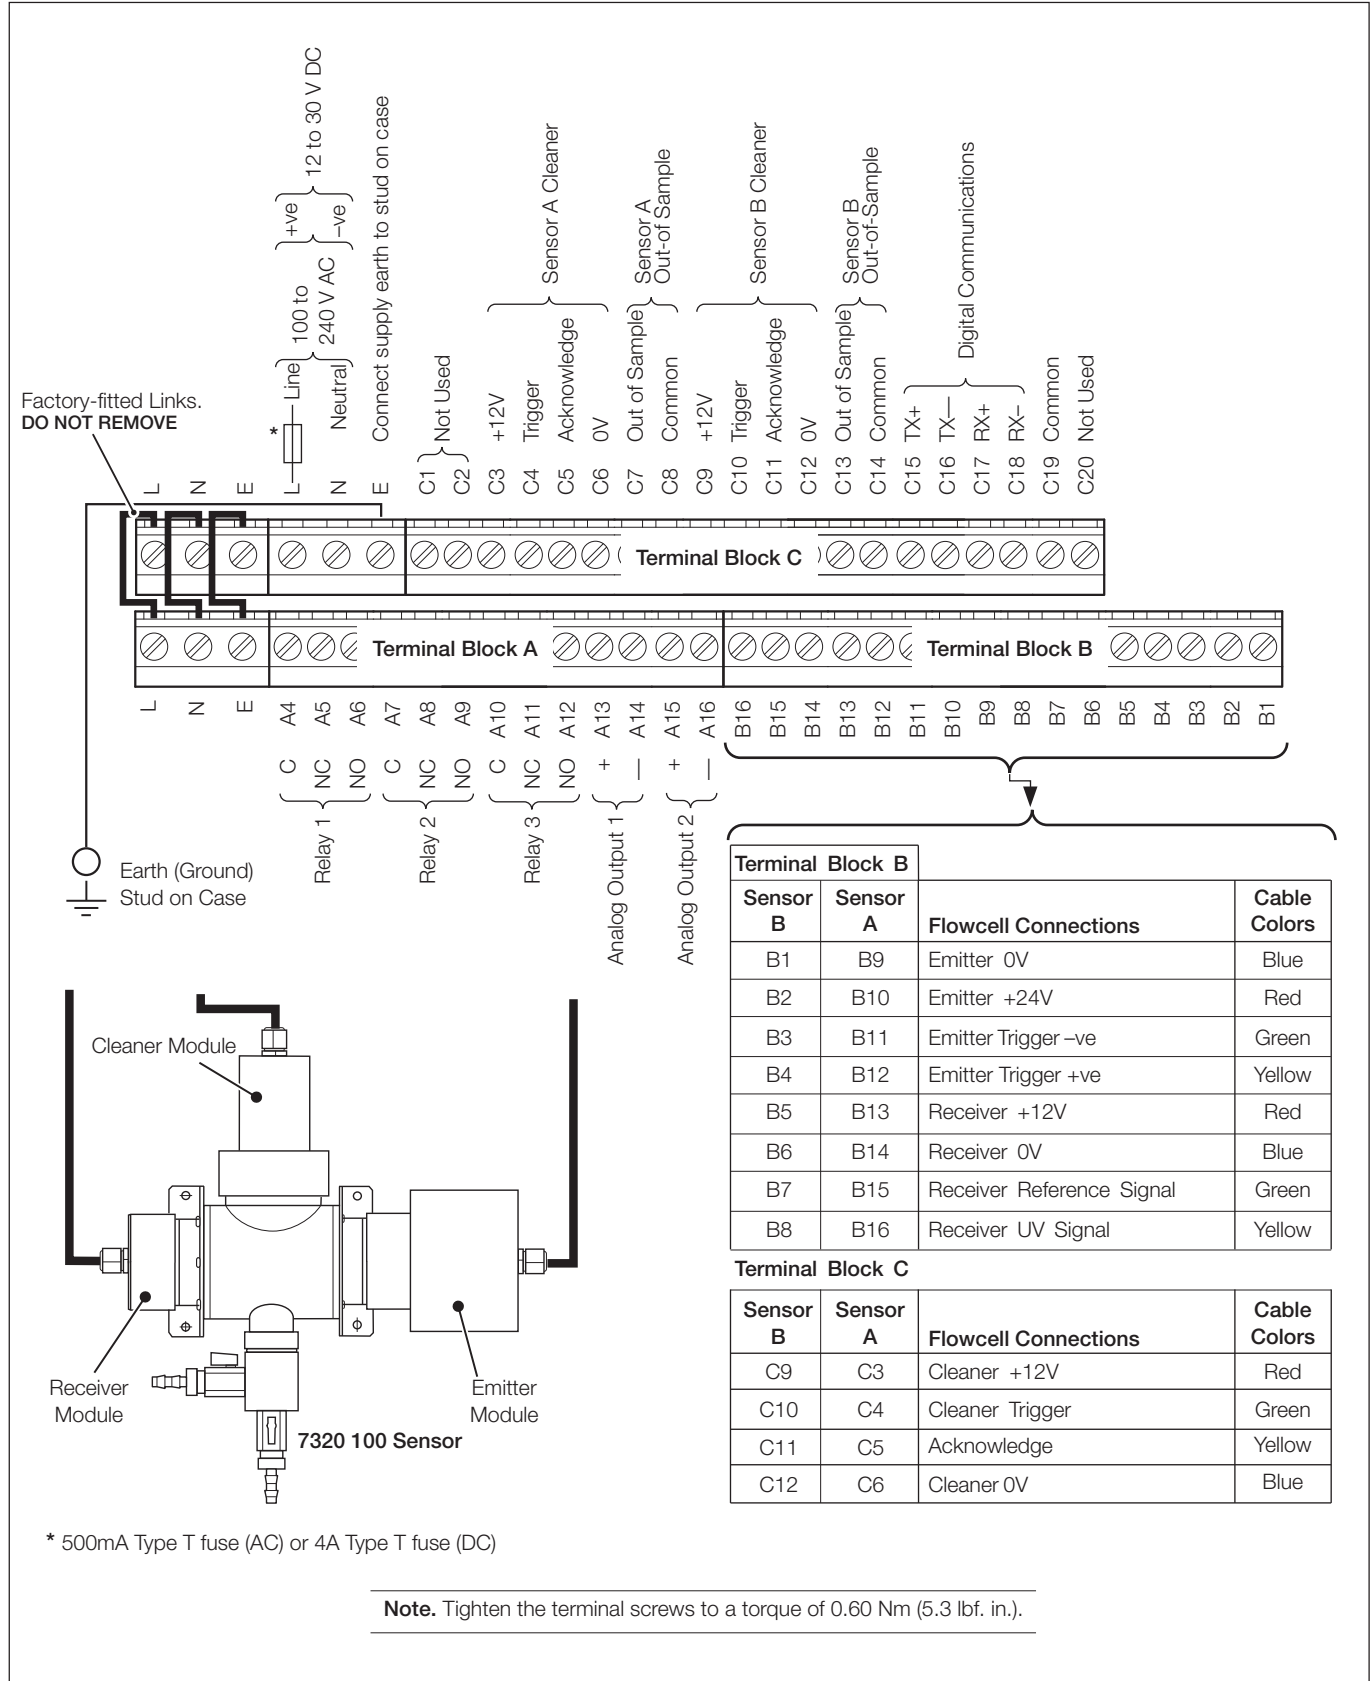 12 to 30 V DC
+ve
–ve
100 to
240 V AC
Line
Neutral
Connect supply earth to stud on case
Sensor A Cleaner
Sensor A
Out-of Sample
Sensor B Cleaner
Sensor B
Out-of-Sample
Digital Communications
Factory-fitted Links.
DO NOT REMOVE
*
L
N
E
L
N
E
C1
C2
Not Used
C3 +12V
C4 Trigger
C5 Acknowledge
C6 0V
C7 Out of Sample
C8 Common
C9 +12V
C10 Trigger
C11 Acknowledge
C12 0V
C13 Out of Sample
C14 Common
C15 TX+
C16 TX—
C17 RX+
C18 RX–
C19 Common
C20 Not Used
Terminal Block C
Terminal Block A
Terminal Block B
L
N
E
A4 C
A5 NC
A6 NO
Relay 1
A7 C
A8 NC
A9 NO
Relay 2
A10 C
A11 NC
A12 NO
Relay 3
A13 +
A14 —
Analog Output 1
A15 +
A16 —
Analog Output 2
B16
B15
B14
B13
B12
B11
B10
B9
B8
B7
B6
B5
B4
B3
B2
B1
Earth (Ground)
Stud on Case
Terminal Block B
Sensor B Sensor A Flowcell Connections Cable Colors
B1 B9 Emitter 0V Blue
B2 B10 Emitter +24V Red
B3 B11 Emitter Trigger –ve Green
B4 B12 Emitter Trigger +ve Yellow
B5 B13 Receiver +12V Red
B6 B14 Receiver 0V Blue
B7 B15 Receiver Reference Signal Green
B8 B16 Receiver UV Signal Yellow
Terminal Block C
Sensor B Sensor A Flowcell Connections Cable Colors
C9 C3 Cleaner +12V Red
C10 C4 Cleaner Trigger Green
C11 C5 Acknowledge Yellow
C12 C6 Cleaner 0V Blue
Cleaner Module
Receiver
Module
Emitter
Module
7320 100 Sensor
* 500mA Type T fuse (AC) or 4A Type T fuse (DC)
Note. Tighten the terminal screws to a torque of 0.60 Nm (5.3 lbf. in.).